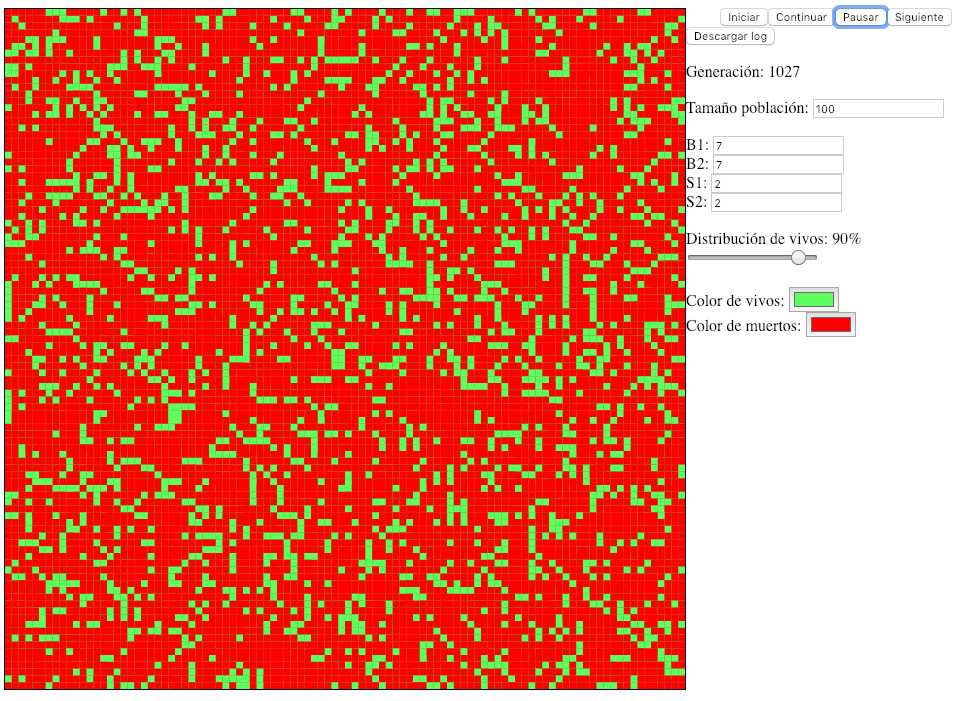 Iniciar Continuar Pausar Siguiente
Descargar log
Generación: 1027
Tamaño población: 100
B1: 7
B2: 7
S1: 2
S2: 2
Distribución de vivos: 90%
Color de vivos:
Color de muertos: